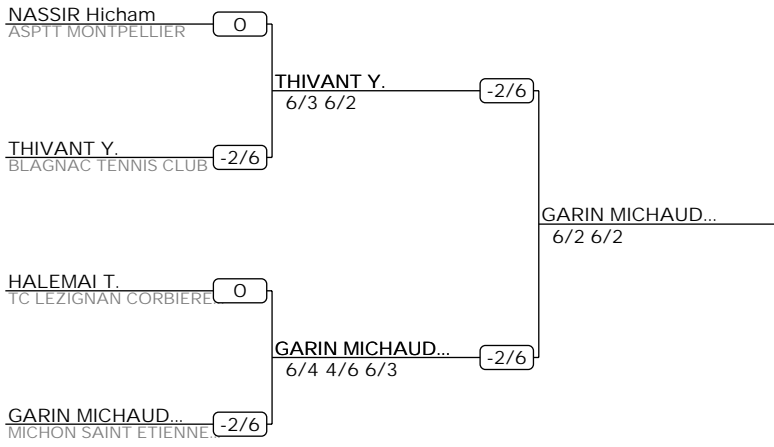 NASSIR Hicham
0
ASPTT MONTPELLIER
THIVANT Y.
-2/6
6/3 6/2
THIVANT Y.
-2/6
BLAGNAC TENNIS CLUB
GARIN MICHAUD...
6/2 6/2
HALEMAI T.
0
TC LEZIGNAN CORBIERE...
GARIN MICHAUD...
-2/6
6/4 4/6 6/3
GARIN MICHAUD...
-2/6
MICHON SAINT ETIENNE...